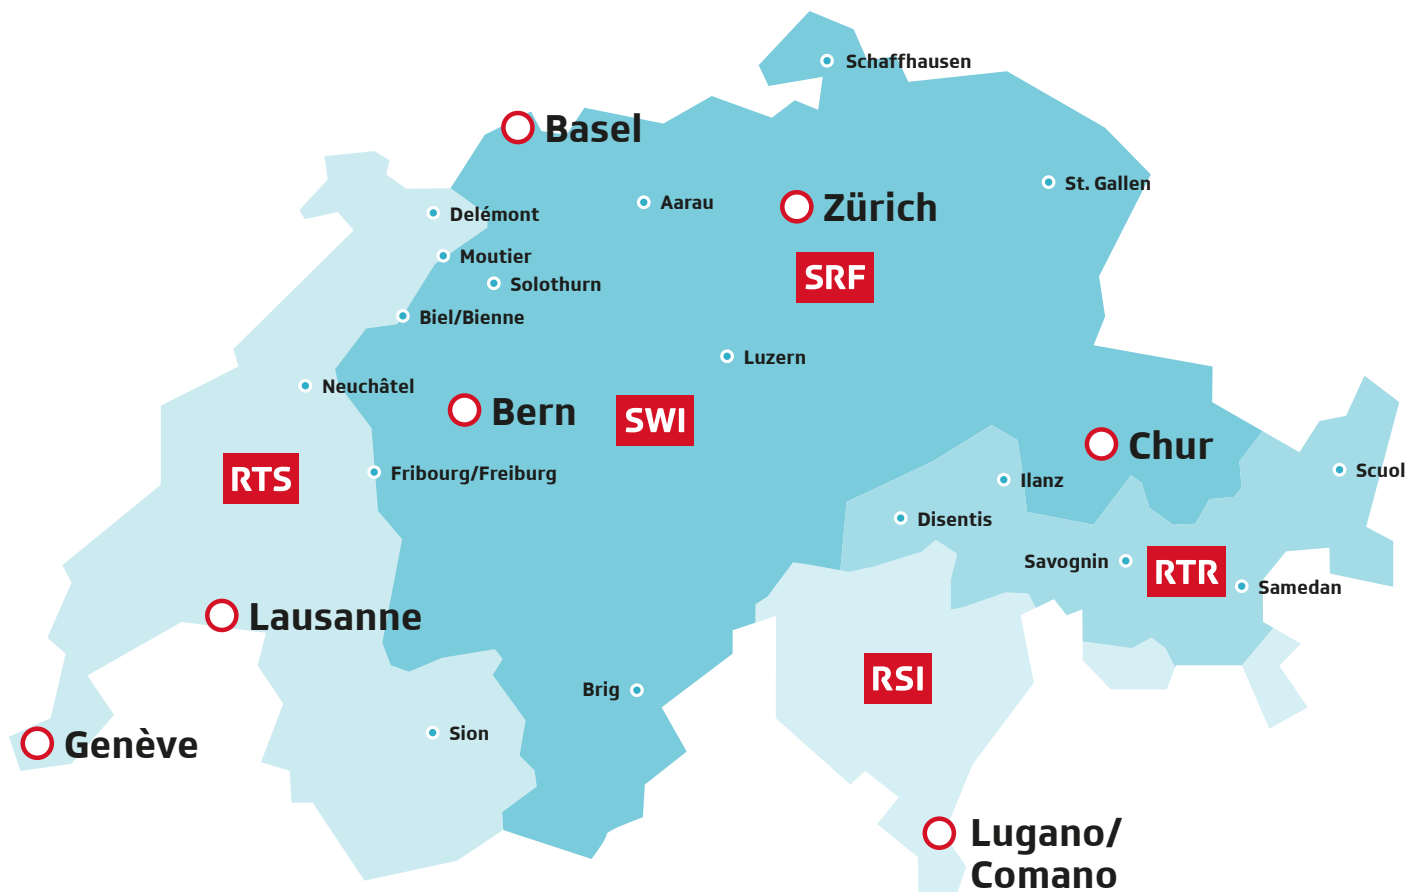 Schaffhausen
Basel
St. Gallen
Aarau
Zürich
Delémont
Moutier
SRF
Solothurn
Biel/Bienne
Luzern
Neuchâtel
Bern
SWI
Chur
RTS
Fribourg/Freiburg
Scuol
Ilanz
Disentis
Savognin
RTR
Samedan
Lausanne
RSI
Brig
Sion
Genève
Lugano/
Comano